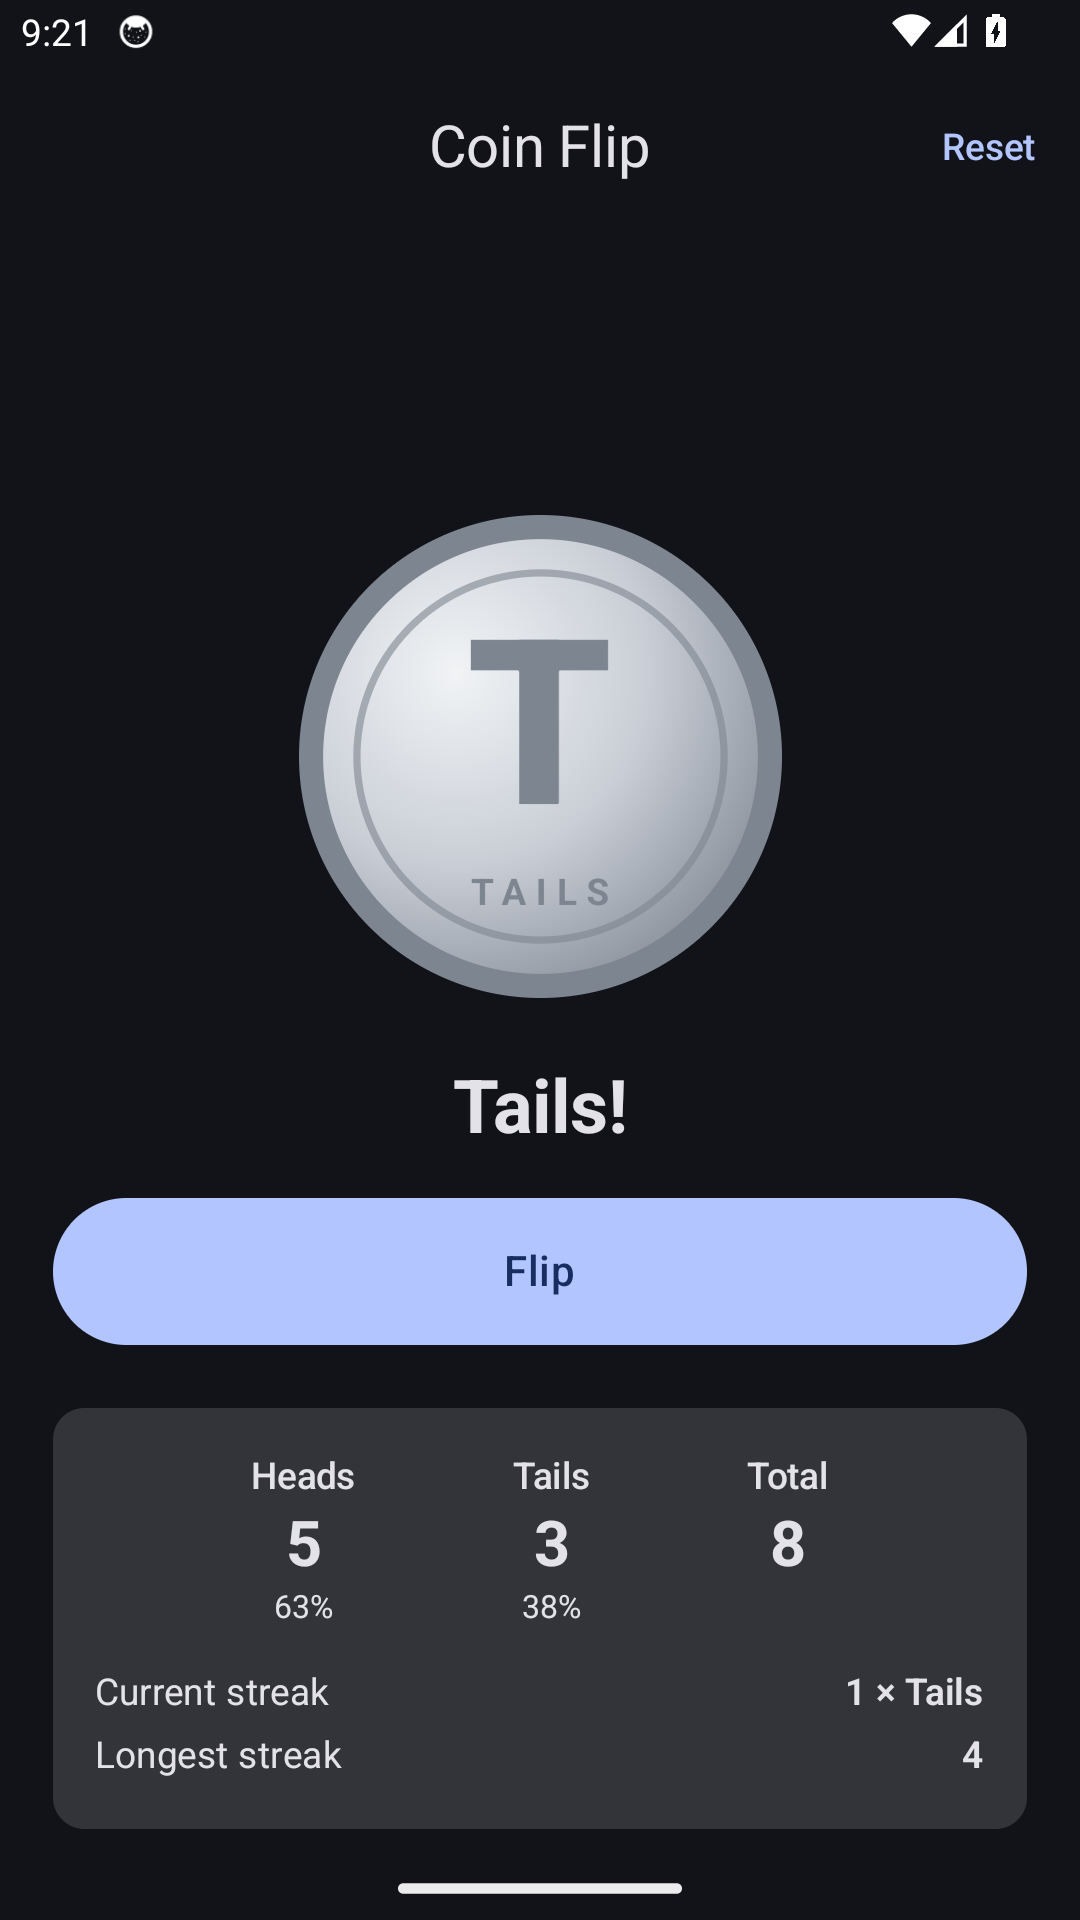 9:21
Coin Flip
Reset
T
TAILS
Tails!
Flip
Heads Tails Total
5 3 8
63% 38%
Current streak 1 × Tails
Longest streak 4